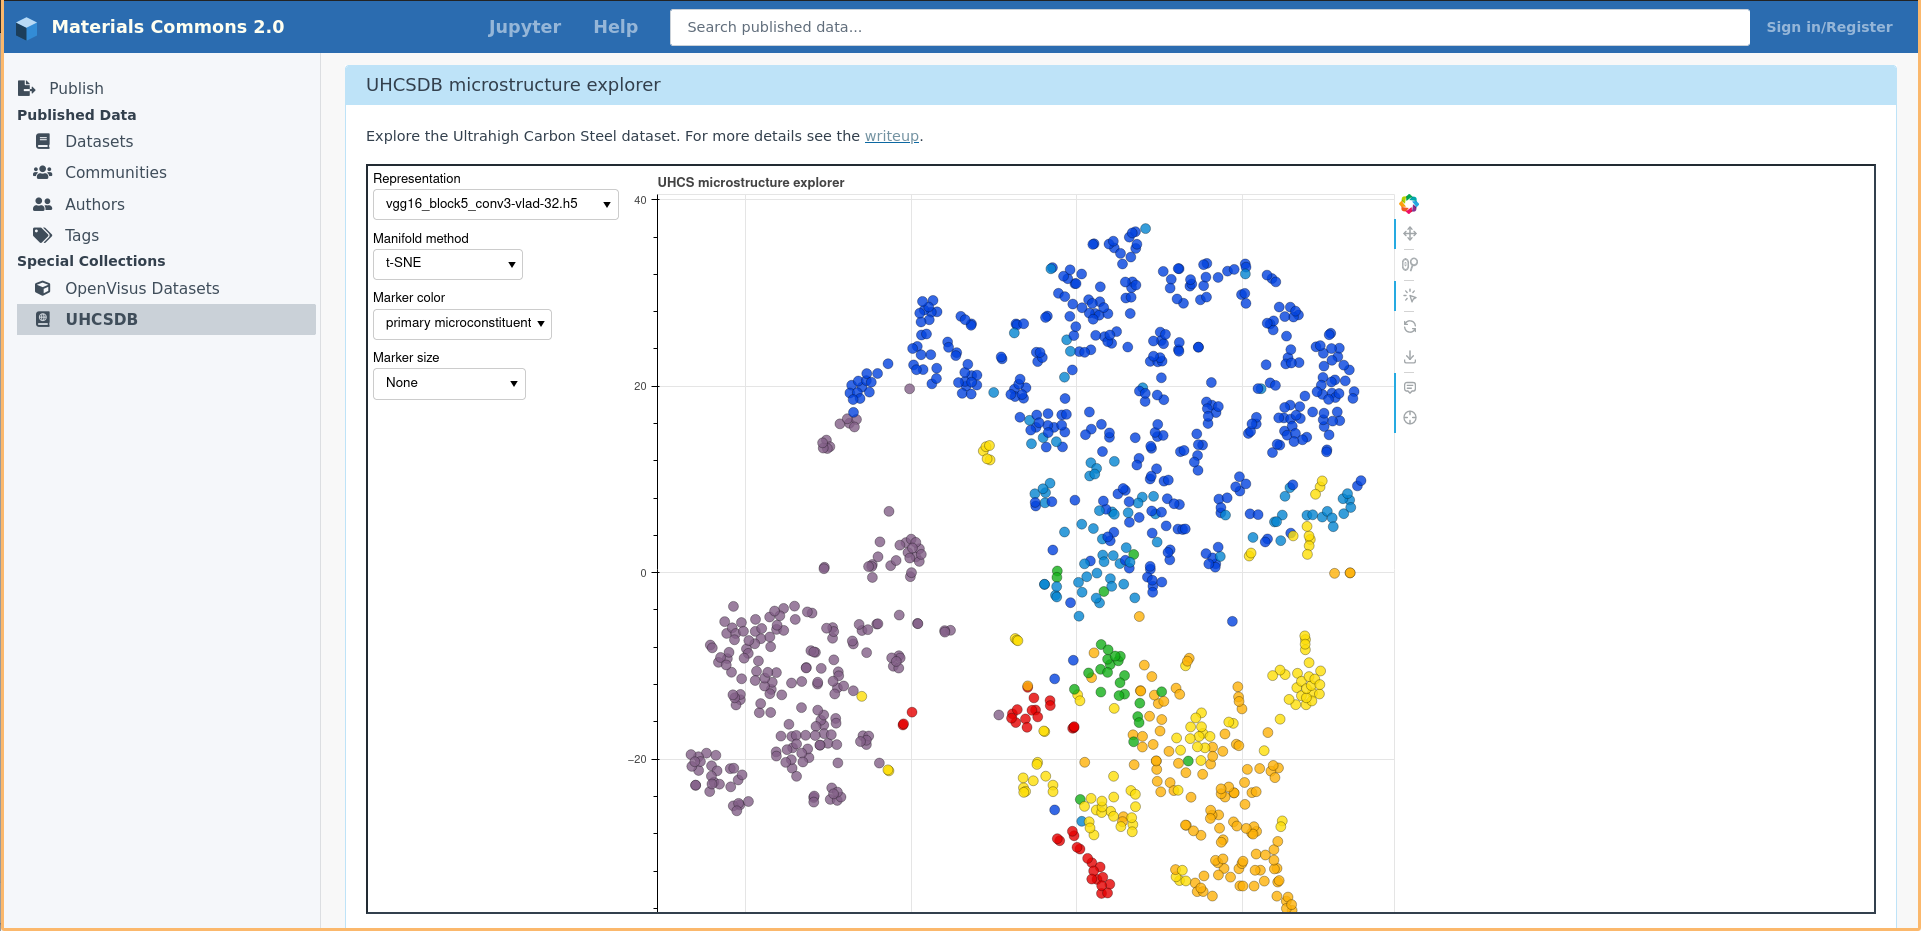 Materials Commons 2.0
Jupyter
Help
Search published data...
Sign in/Register
Publish
Published Data
Datasets
Communities
Authors
Tags
Special Collections
OpenVisus Datasets
UHCSDB
UHCSDB microstructure explorer
Explore the Ultrahigh Carbon Steel dataset. For more details see the writeup.
Representation
vgg16_block5_conv3-vlad-32.h5
Manifold method
t-SNE
Marker color
primary microconstituent
Marker size
None
UHCS microstructure explorer
40
20
0
−20